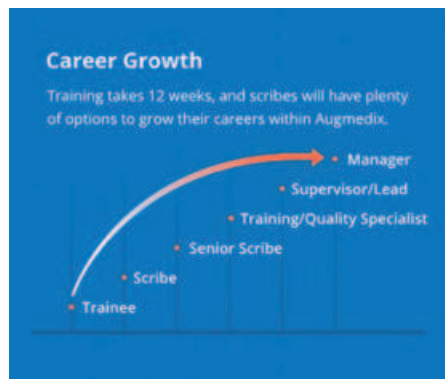 Career Growth
Training takes 12 weeks, and scribes will have plenty
of options to grow their careers within Augmedix.
Manager
Supervisor/Lead
Training/Quality Specialist
Senior Scribe
Scribe
Trainee